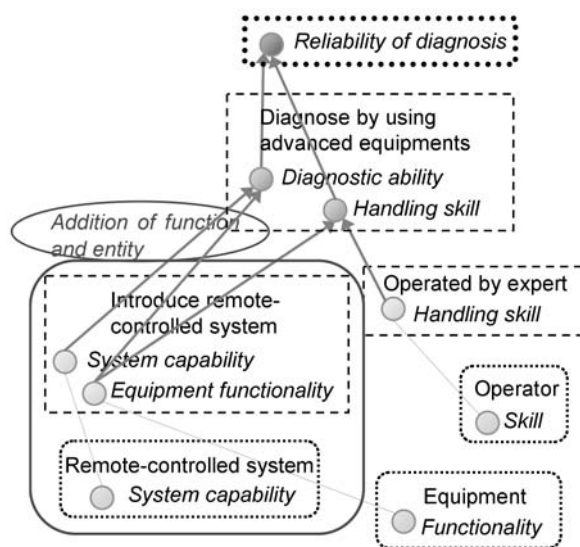 Reliability of diagnosis
Diagnose by using
advanced equipments
Diagnostic ability
Handling skill
Addition of function
and entity
Introduce remote-
controlled system
System capability
Equipment functionality
Operated by expert
Handling skill
Operator
Skill
Remote-controlled system
System capability
Equipment
Functionality